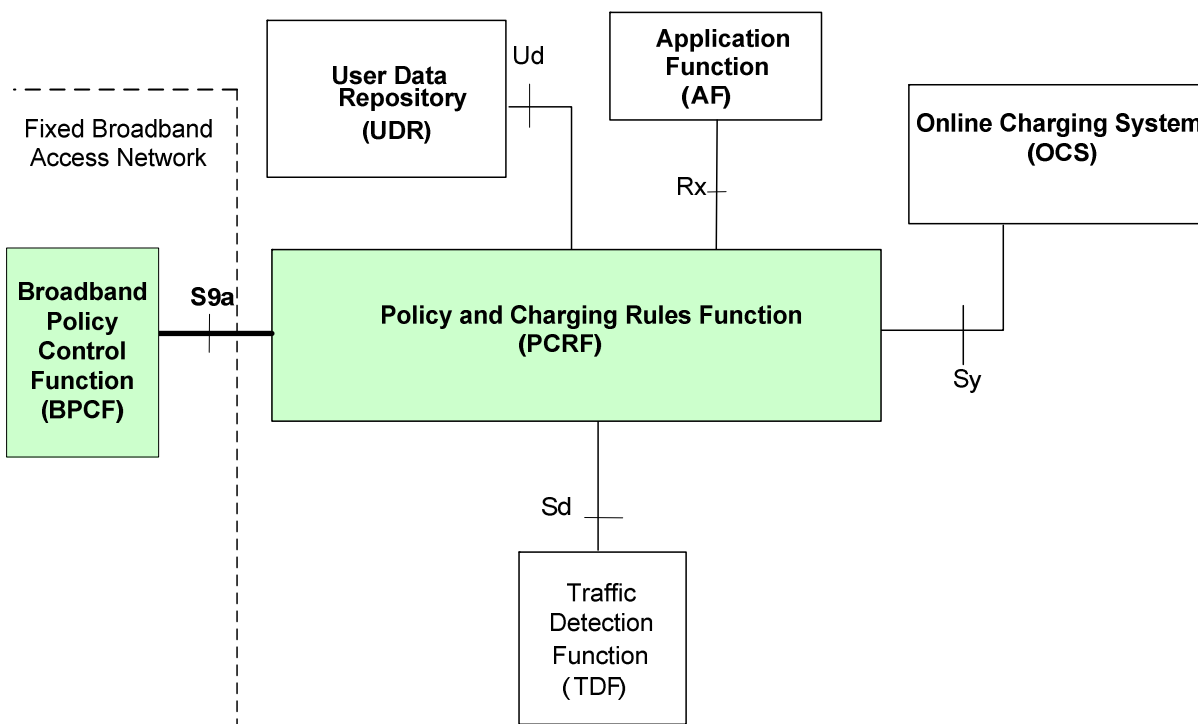 User Data
Repository
(UDR)
Ud
Application
Function
(AF)
Online Charging System
(OCS)
Fixed Broadband
Access Network
Rx
Broadband
Policy
Control
Function
(BPCF)
S9a
Policy and Charging Rules Function
(PCRF)
Sy
Sd
Traffic
Detection
Function
(TDF)